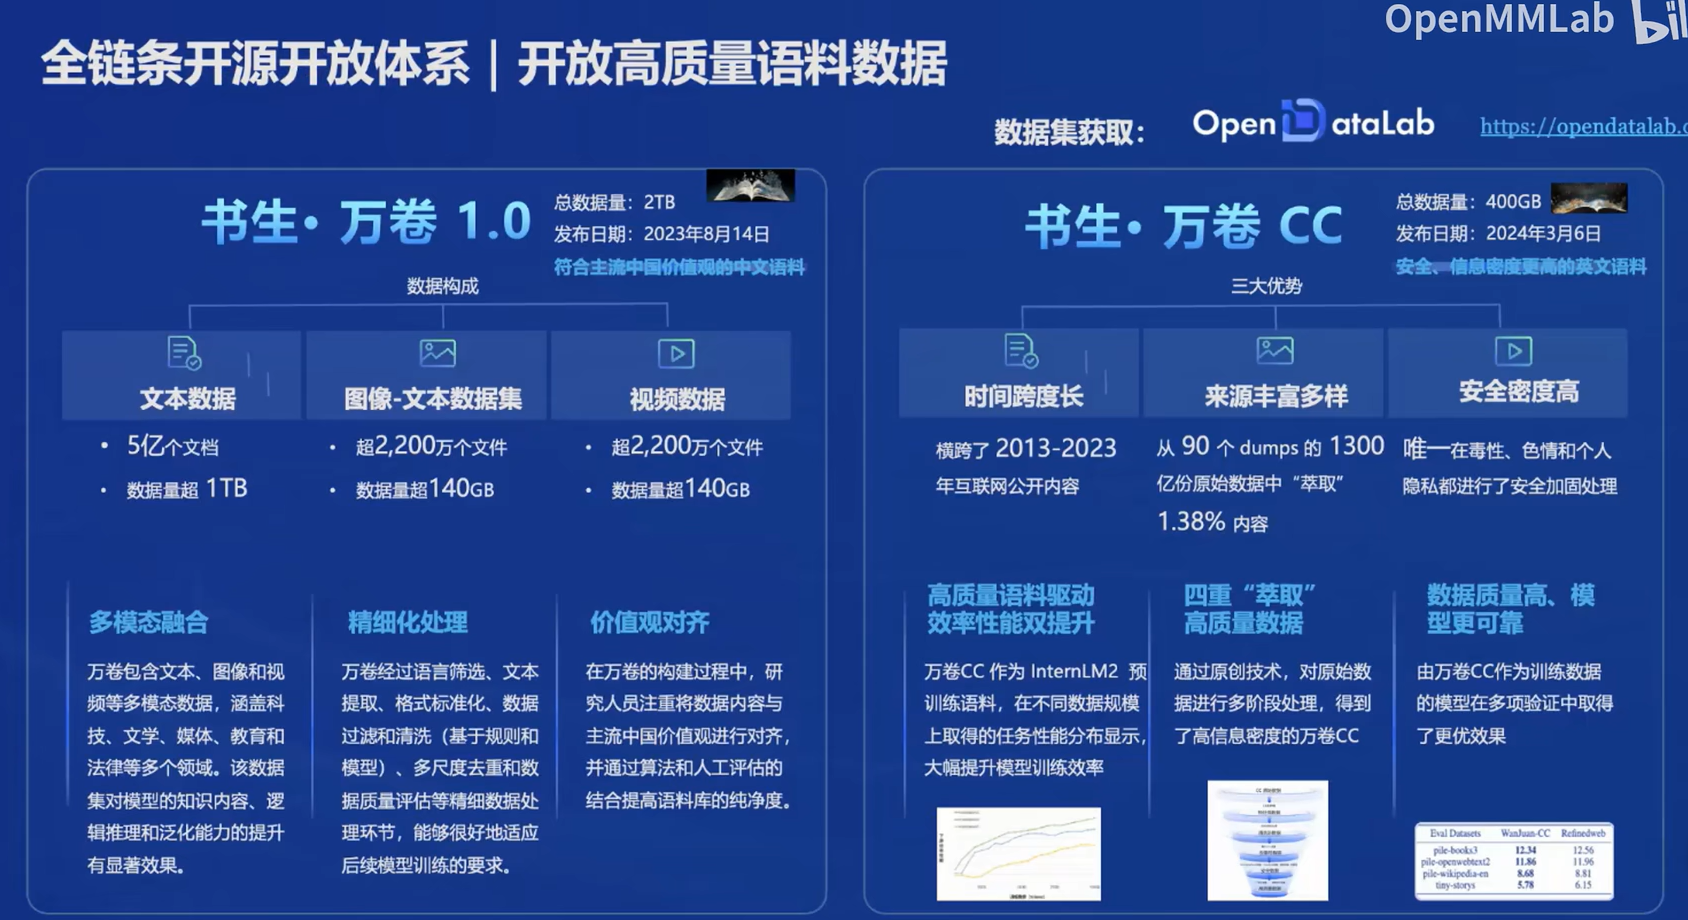 OpenMMLab bil
全链条开源开放体系｜开放高质量语料数据
数据集获取：
OpenDataLab
https://opendatalab.
书生·万卷 1.0
总数据量：2TB
发布日期：2023年8月14日
符合主流中国价值观的中文语料
数据构成
文本数据
图像-文本数据集
视频数据
• 5亿个文档
• 数据量超 1TB
• 超2,200万个文件
• 数据量超140GB
• 超2,200万个文件
• 数据量超140GB
多模态融合
万卷包含文本、图像和视
频等多模态数据，涵盖科
技、文学、媒体、教育和
法律等多个领域。该数据
集对模型的知识内容、逻
辑推理和泛化能力的提升
有显著效果。
精细化处理
万卷经过语言筛选、文本
提取、格式标准化、数据
过滤和清洗（基于规则和
模型）、多尺度去重和数
据质量评估等精细数据处
理环节，能够很好地适应
后续模型训练的要求。
价值观对齐
在万卷的构建过程中，研
究人员注重将数据内容与
主流中国价值观进行对齐，
并通过算法和人工评估的
结合提高语料库的纯净度。
书生·万卷 CC
总数据量：400GB
发布日期：2024年3月6日
安全、信息密度更高的英文语料
三大优势
时间跨度长
来源丰富多样
安全密度高
横跨了 2013-2023
年互联网公开内容
从 90 个 dumps 的 1300
亿份原始数据中“萃取”
1.38% 内容
唯一在毒性、色情和个人
隐私都进行了安全加固处理
高质量语料驱动
效率性能双提升
万卷CC 作为 InternLM2 预
训练语料，在不同数据规模
上取得的任务性能分布显示，
大幅提升模型训练效率
四重“萃取”
高质量数据
通过原创技术，对原始数
据进行多阶段处理，得到
了高信息密度的万卷CC
数据质量高、模
型更可靠
由万卷CC作为训练数据
的模型在多项验证中取得
了更优效果
Eval Datasets WanJuan-CC Refinedweb
pile-books3 12.34 12.56
pile-openwebtext2 11.86 11.96
pile-wikipedia-en 8.68 8.81
tiny-storys 5.78 6.15